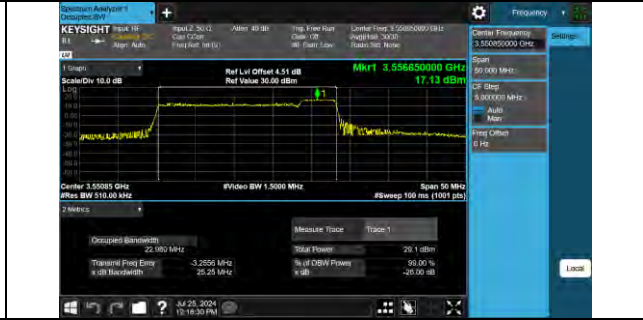 Spectrum Analyzer 1
Occupied BW
+
Frequency
KEYSIGHT Input: RF
Input Z: 50 Ω
Atten: 40 dB
Trig: Free Run
Center Freq: 3.550850000 GHz
RL
Corr CCorr
Gate: Off
Align: Auto
Freq Ref: Int (S)
#IF Gain: Low
Radio Std: None
Center Frequency
3.550850000 GHz
Settings
Span
50.000 MHz
CF Step
5.000000 MHz
Auto
Man
Freq Offset
0 Hz
1 Graph
Scale/Div 10.0 dB
Ref Lvl Offset 4.51 dB
Ref Value 30.00 dBm
Mkr1 3.556650000 GHz
17.13 dBm
Log
1
Center 3.55085 GHz
#Res BW 510.00 kHz
#Video BW 1.5000 MHz
Span 50 MHz
#Sweep 100 ms (1001 pts)
2 Metrics
Measure Trace
Trace 1
Occupied Bandwidth
22.980 MHz
Total Power
29.1 dBm
Transmit Freq Error
-3.2556 MHz
% of OBW Power
99.00 %
x dB Bandwidth
25.25 MHz
x dB
-26.00 dB
Local
?
Jul 25, 2024
12:16:30 PM